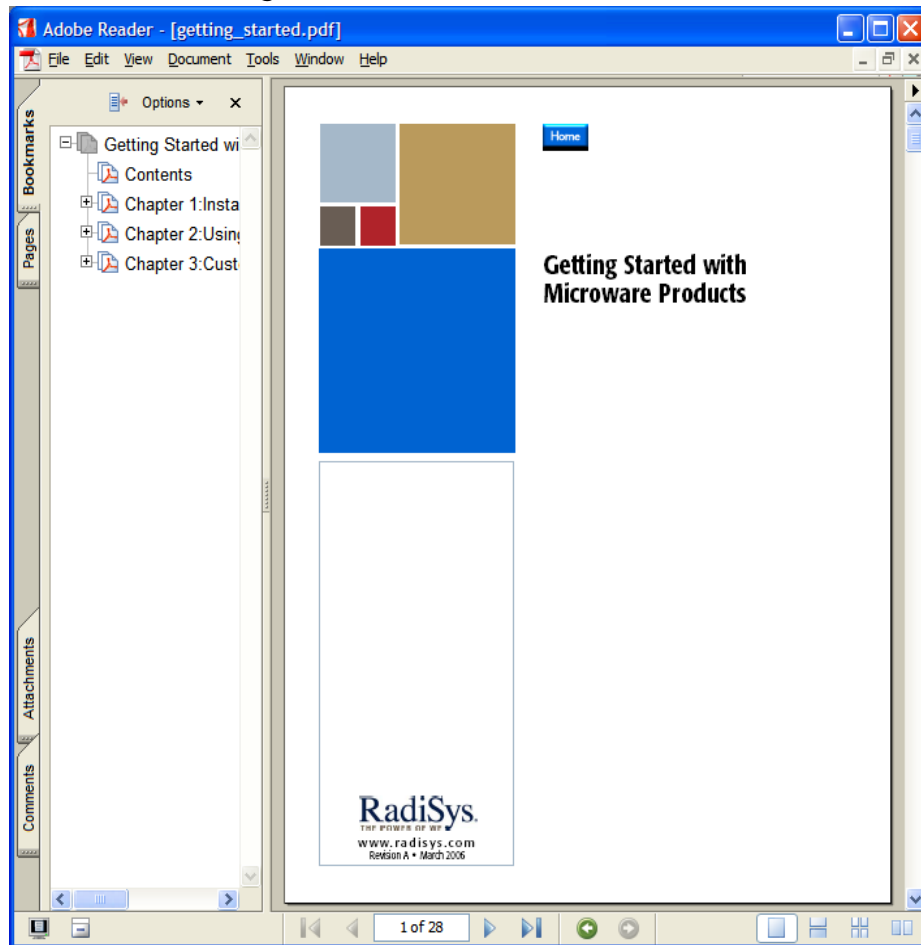 Adobe Reader - [getting_started.pdf]
File Edit View Document Tools Window Help
Options
Bookmarks
Pages
Attachments
Comments
Getting Started wi
Contents
Chapter 1:Insta
Chapter 2:Using
Chapter 3:Cust
Home
Getting Started with
Microware Products
RadiSys.
THE POWER OF WE
www.radisys.com
Revision A • March 2006
1 of 28